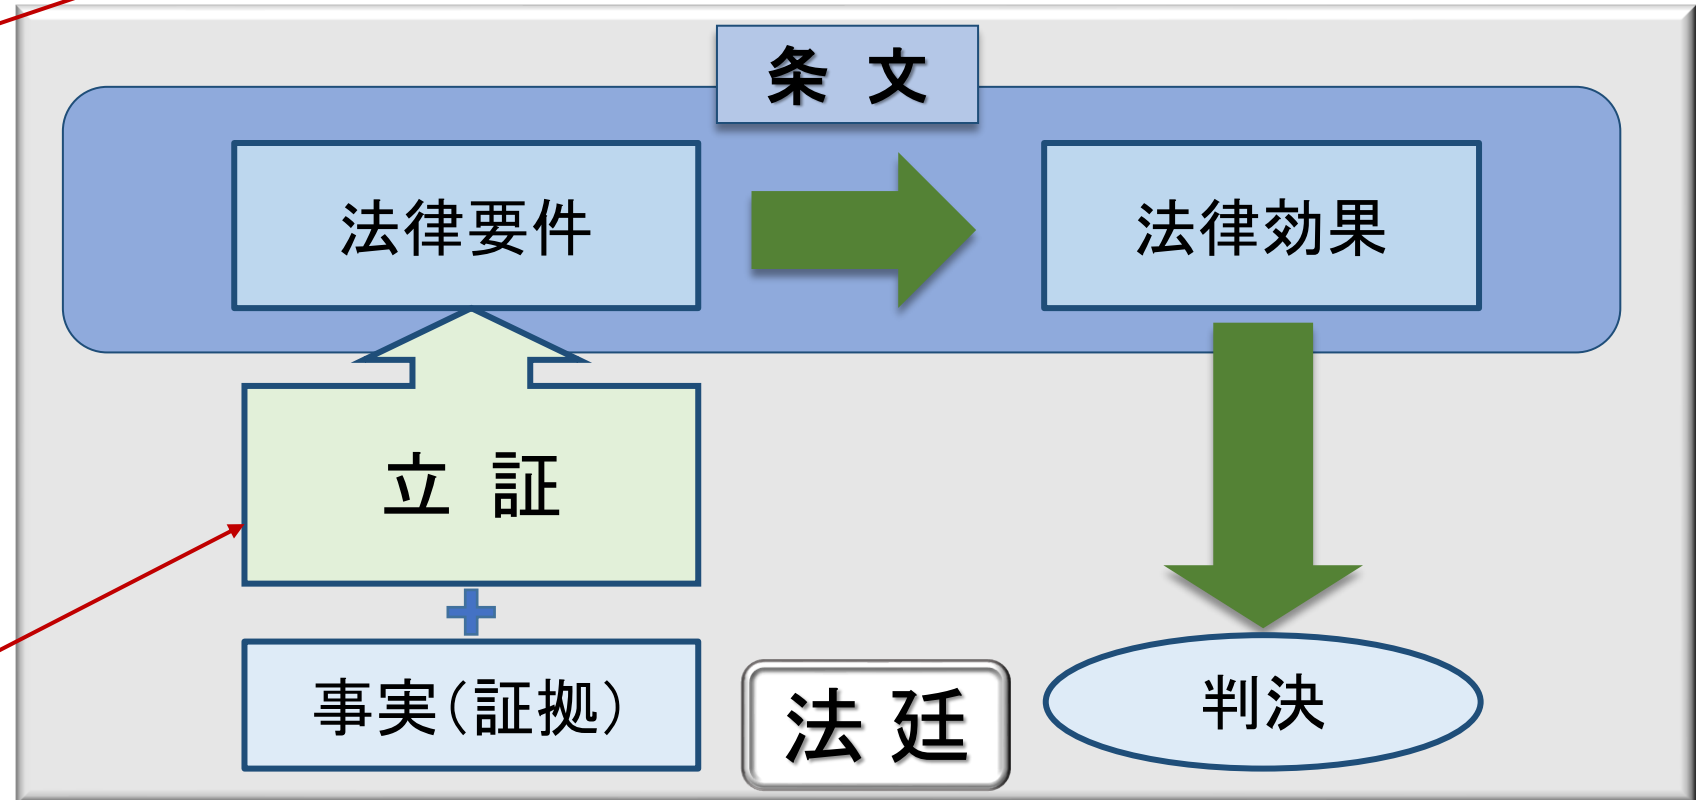 条 文
法律要件
法律効果
立 証
事実(証拠)
法 廷
判決